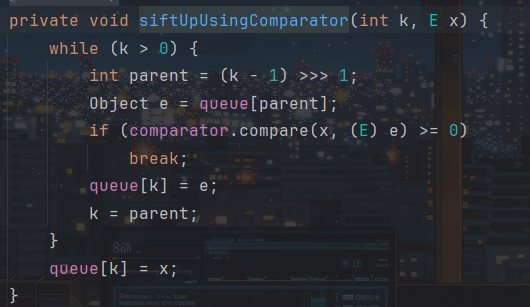 private void siftUpUsingComparator(int k, E x) {
    while (k > 0) {
        int parent = (k - 1) >>> 1;
        Object e = queue[parent];
        if (comparator.compare(x, (E) e) >= 0)
            break;
        queue[k] = e;
        k = parent;
    }
    queue[k] = x;
}